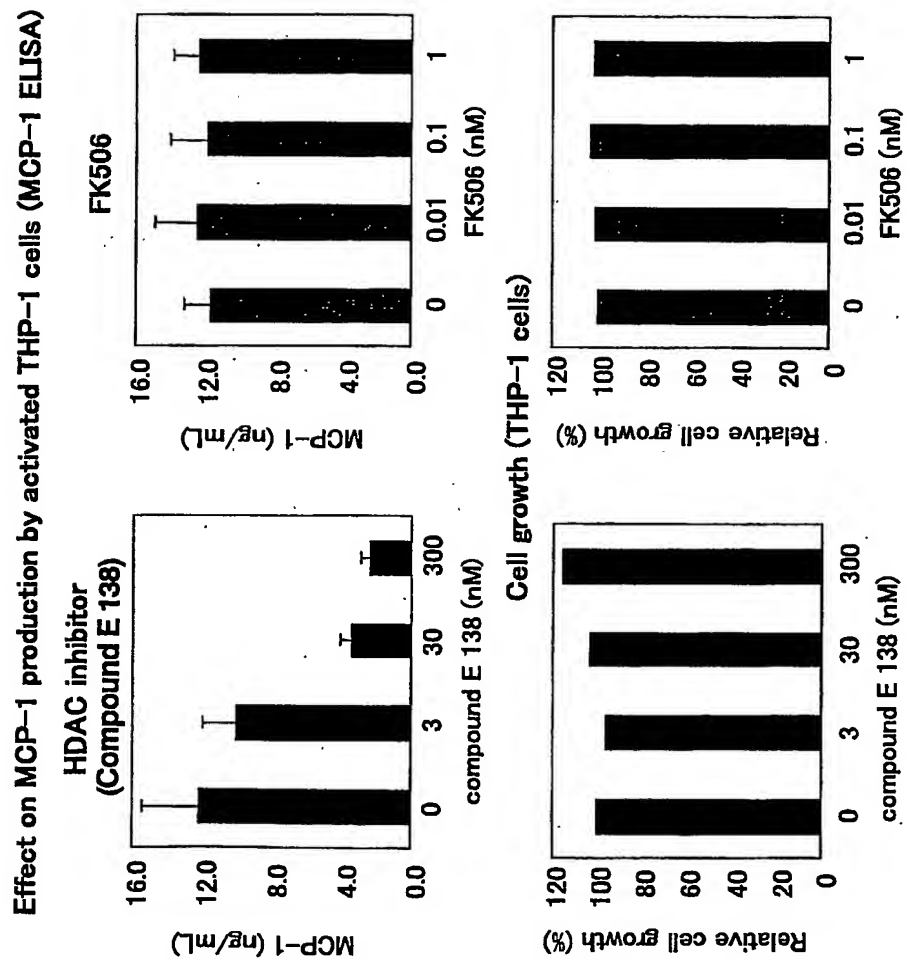 Effect on MCP-1 production by activated THP-1 cells (MCP-1 ELISA)
HDAC inhibitor
(Compound E 138)
MCP-1 (ng/mL)
16.0
12.0
8.0
4.0
0.0
0 3 30 300
compound E 138 (nM)
FK506
MCP-1 (ng/mL)
16.0
12.0
8.0
4.0
0.0
0 0.01 0.1 1
FK506 (nM)
Cell growth (THP-1 cells)
Relative cell growth (%)
120
100
80
60
40
20
0
0 3 30 300
compound E 138 (nM)
Relative cell growth (%)
120
100
80
60
40
20
0
0 0.01 0.1 1
FK506 (nM)